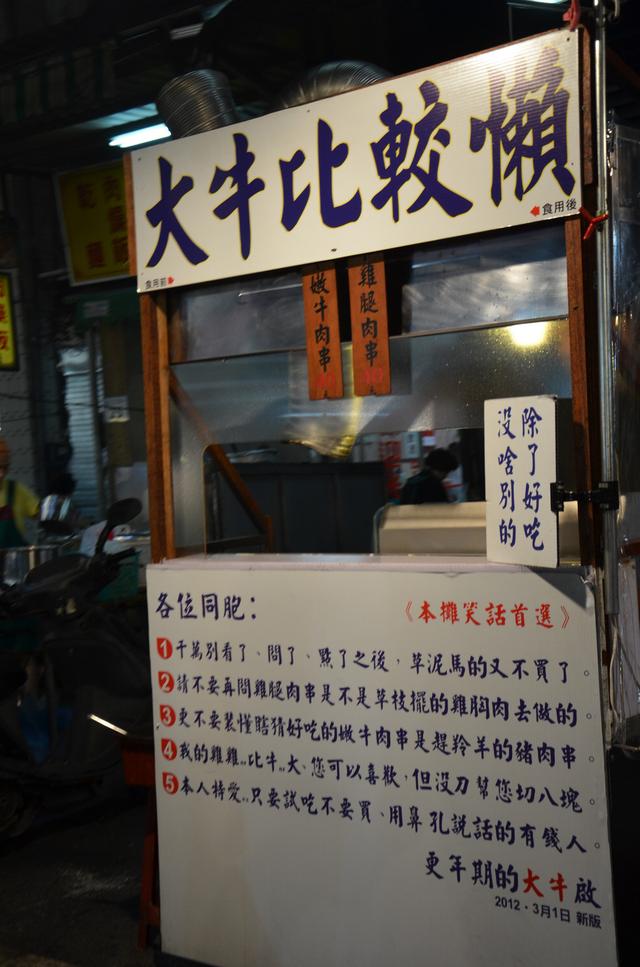 大牛比較懶
食用前
食用後
嫩牛肉串
雞腿肉串
除了好吃
沒啥別的
各位同胞：
《本攤笑話首選》
1 千萬別看了、問了、點了之後，草泥馬的又不買了。
2 請不要再問雞腿肉串是不是草枝擺的雞胸肉去做的。
3 更不要裝懂瞎猜好吃的嫩牛肉串是趕羚羊的豬肉串。
4 我的雞雞..比牛..大、您可以喜歡，但沒刀幫您切八塊。
5 本人特愛..只要試吃不要買、用鼻孔說話的有錢人。
更年期的大牛啟
2012．3月1日 新版